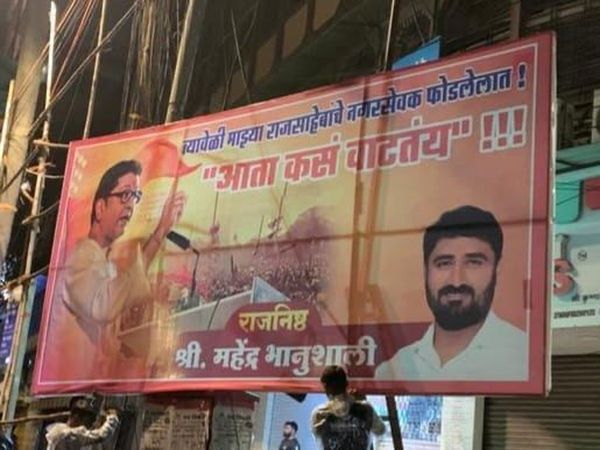 त्यावेळी माझ्या राजसाहेबांचे नगरसेवक फोडलेलात !
"आता कसं वाटतंय" !!!
राजनिष्ठ
श्री. महेंद्र भानुशाली